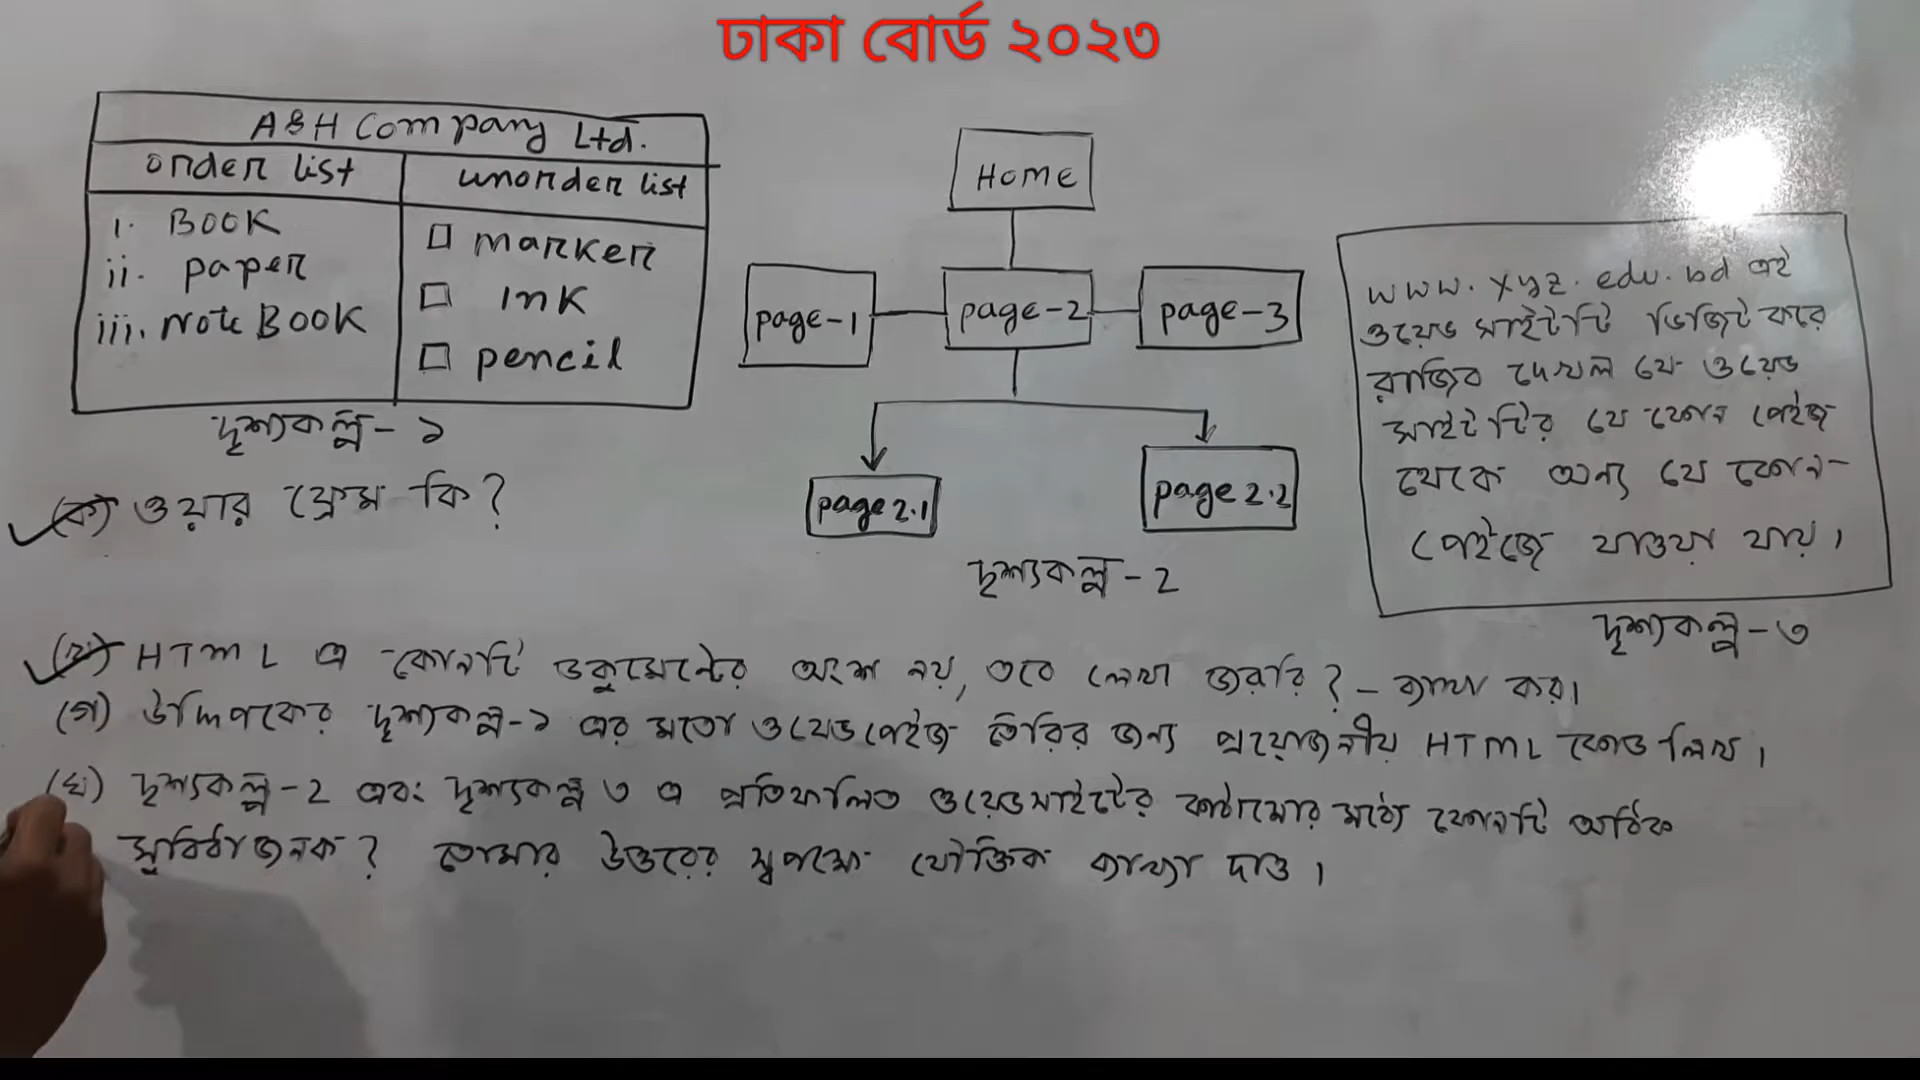 ঢাকা বোর্ড ২০২৩
A&H Company Ltd.
order list
unorder list
i. BOOK
ii. paper
iii. Note BOOK
□ marker
□ INK
□ pencil
দৃশ্যকল্প - ১
Home
page-1
page-2
page-3
page 2.1
page 2.2
দৃশ্যকল্প - 2
www.xyz.edu.bd এই
ওয়েভ সাইটটি ভিজিট করে
রাজিব দেখল যে ওয়েভ
সাইটটির যে কোন পেইজ
থেকে অন্য যে কোন-
পেইজে যাওয়া যায়।
দৃশ্যকল্প - ৩
(ক) ওয়ার ফ্রেম কি?
(খ) HTML এ কোনটি ডকুমেন্টের অংশ নয়, তবে লেখা জরুরি? - ব্যাখ্যা কর।
(গ) উদ্দিপকের দৃশ্যকল্প-১ এর মতো ওয়েভপেইজ তৈরির জন্য প্রয়োজনীয় HTML কোড লিখ।
(ঘ) দৃশ্যকল্প-2 এবং দৃশ্যকল্প ৩ এ প্রতিফলিত ওয়েভসাইটের কাঠামোর মধ্যে কোনটি অধিক
সুবিধাজনক? তোমার উত্তরের স্বপক্ষে যৌক্তিক ব্যাখ্যা দাও।